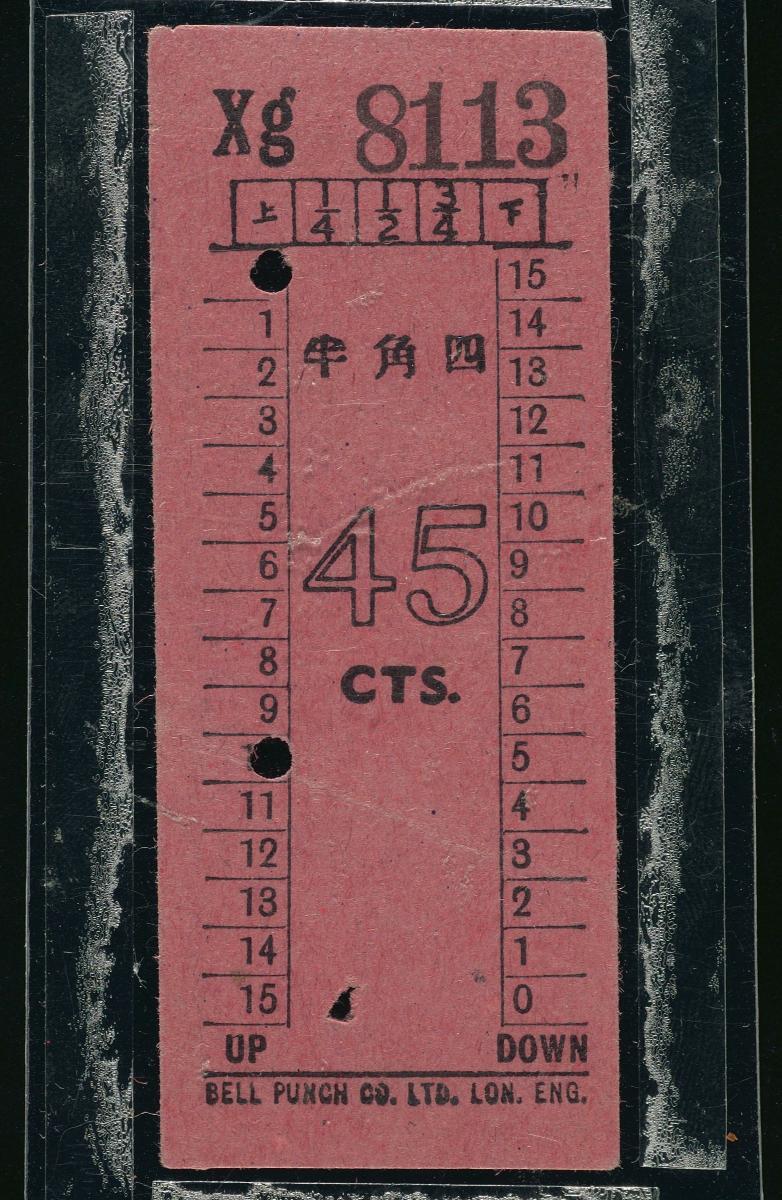 Xg 8113
上 1/4 1/2 3/4 下
15
1 14
2 13
3 12
4 11
5 10
6 9
7 8
8 7
9 6
5
11 4
12 3
13 2
14 1
15 0
四角半
45
CTS.
UP DOWN
BELL PUNCH CO. LTD. LON. ENG.